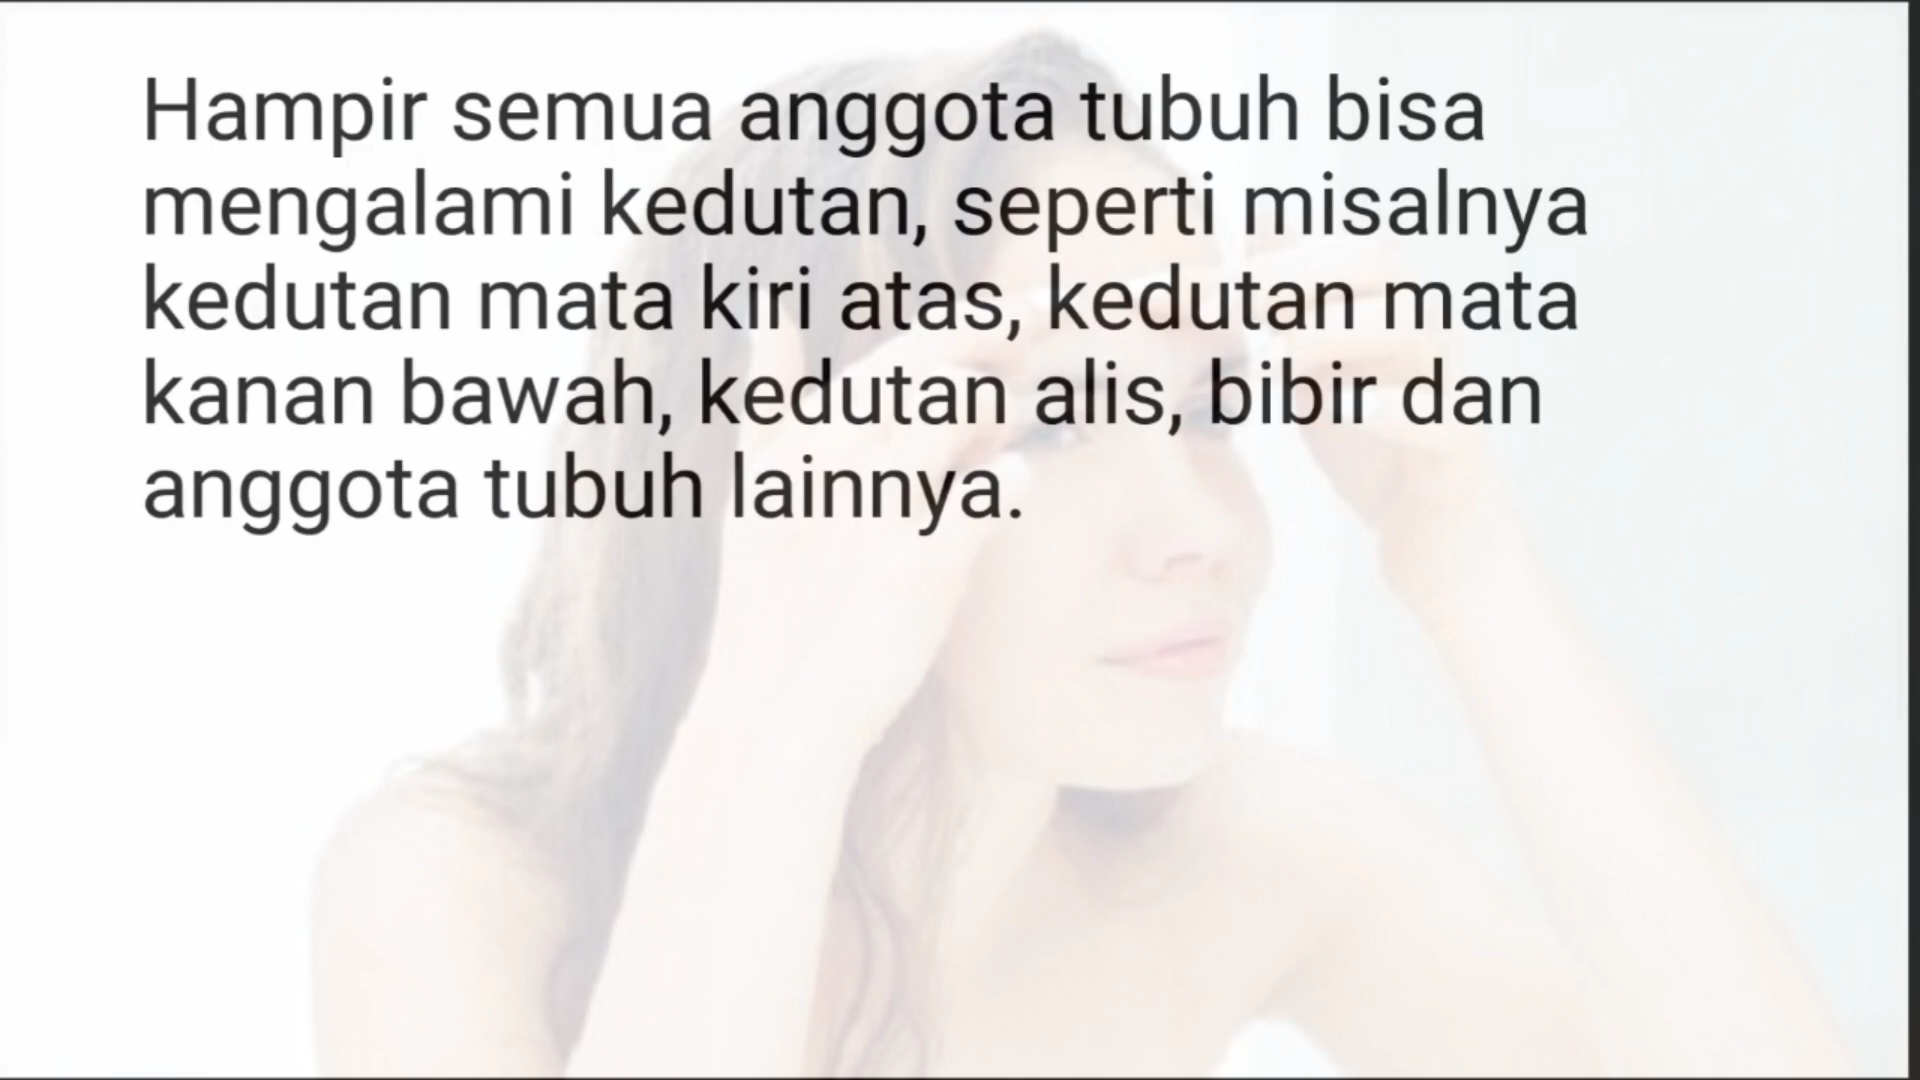 Hampir semua anggota tubuh bisa
mengalami kedutan, seperti misalnya
kedutan mata kiri atas, kedutan mata
kanan bawah, kedutan alis, bibir dan
anggota tubuh lainnya.